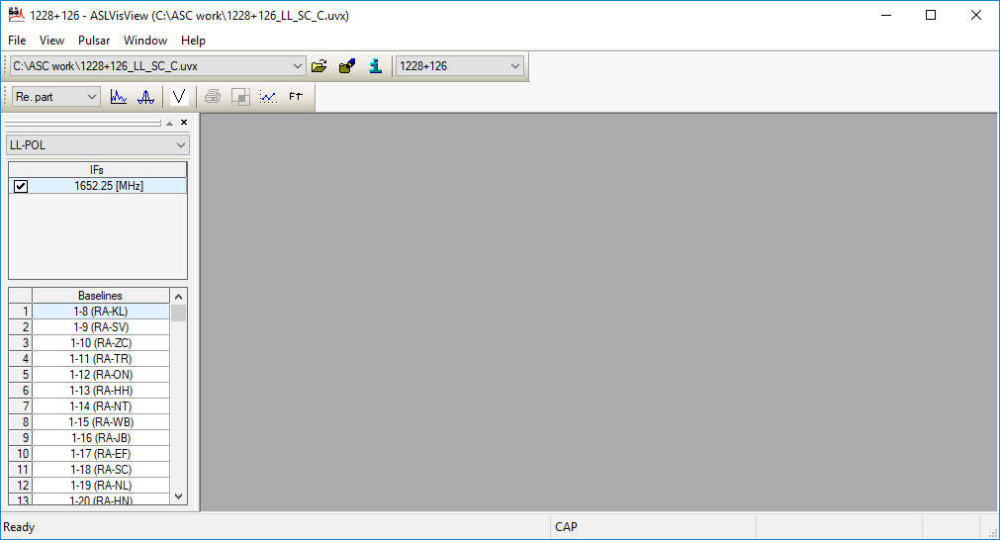 1228+126 - ASLVisView (C:\ASC work\1228+126_LL_SC_C.uvx)
File View Pulsar Window Help
C:\ASC work\1228+126_LL_SC_C.uvx 1228+126
Re. part FT
LL-POL
IFs
1652.25 [MHz]
Baselines
1 1-8 (RA-KL)
2 1-9 (RA-SV)
3 1-10 (RA-ZC)
4 1-11 (RA-TR)
5 1-12 (RA-ON)
6 1-13 (RA-HH)
7 1-14 (RA-NT)
8 1-15 (RA-WB)
9 1-16 (RA-JB)
10 1-17 (RA-EF)
11 1-18 (RA-SC)
12 1-19 (RA-NL)
13 1-20 (RA-HN)
Ready CAP